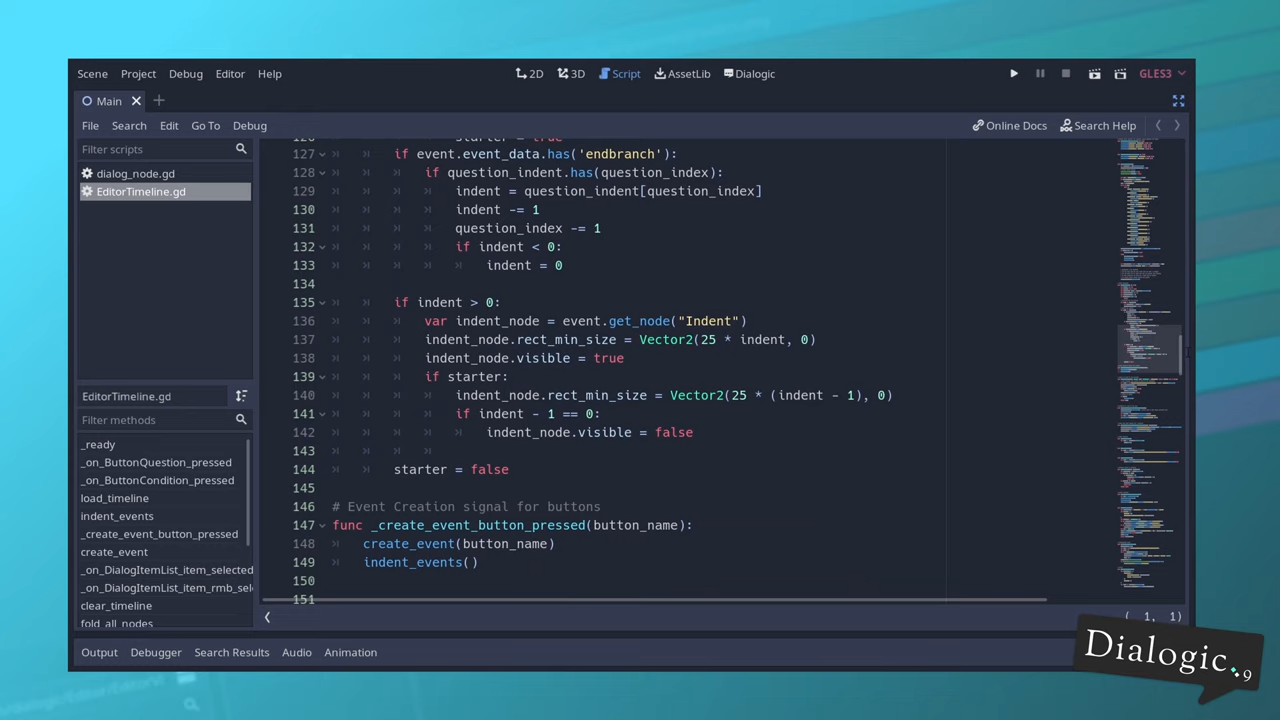 Scene Project Debug Editor Help 2D 3D Script AssetLib Dialogic GLES3
Main
File Search Edit Go To Debug Online Docs Search Help
Filter scripts
dialog_node.gd
EditorTimeline.gd
EditorTimeline.gd
Filter methods
_ready
_on_ButtonQuestion_pressed
_on_ButtonCondition_pressed
load_timeline
indent_events
_create_event_button_pressed
create_event
_on_DialogItemList_item_selected
_on_DialogItemList_item_rmb_sel
clear_timeline
fold_all_nodes
126 starter = true
127 if event.event_data.has('endbranch'):
128 if question_indent.has(question_index):
129 indent = question_indent[question_index]
130 indent -= 1
131 question_index -= 1
132 if indent < 0:
133 indent = 0
134
135 if indent > 0:
136 indent_node = event.get_node("Indent")
137 indent_node.rect_min_size = Vector2(25 * indent, 0)
138 indent_node.visible = true
139 if starter:
140 indent_node.rect_min_size = Vector2(25 * (indent - 1), 0)
141 if indent - 1 == 0:
142 indent_node.visible = false
143
144 starter = false
145
146 # Event Creation signal for buttons
147 func _create_event_button_pressed(button_name):
148 create_event(button_name)
149 indent_events()
150
151
( 1, 1)
Output Debugger Search Results Audio Animation
Dialogic.:9